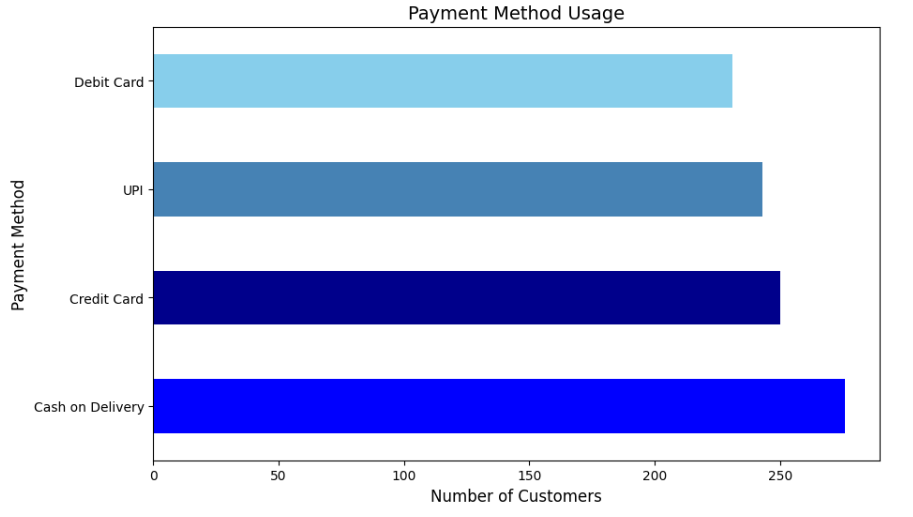 Payment Method Usage
Debit Card
UPI
Credit Card
Cash on Delivery
Payment Method
0 50 100 150 200 250
Number of Customers